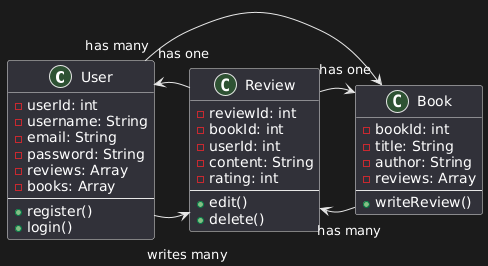 has many
has one
has one
C User
userId: int
username: String
email: String
password: String
reviews: Array
books: Array
register()
login()
C Review
reviewId: int
bookId: int
userId: int
content: String
rating: int
edit()
delete()
C Book
bookId: int
title: String
author: String
reviews: Array
writeReview()
has many
writes many